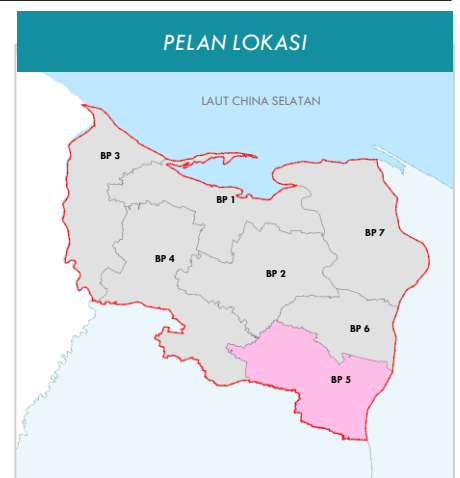 PELAN LOKASI
LAUT CHINA SELATAN
BP 3
BP 1
BP 7
BP 4
BP 2
BP 6
BP 5